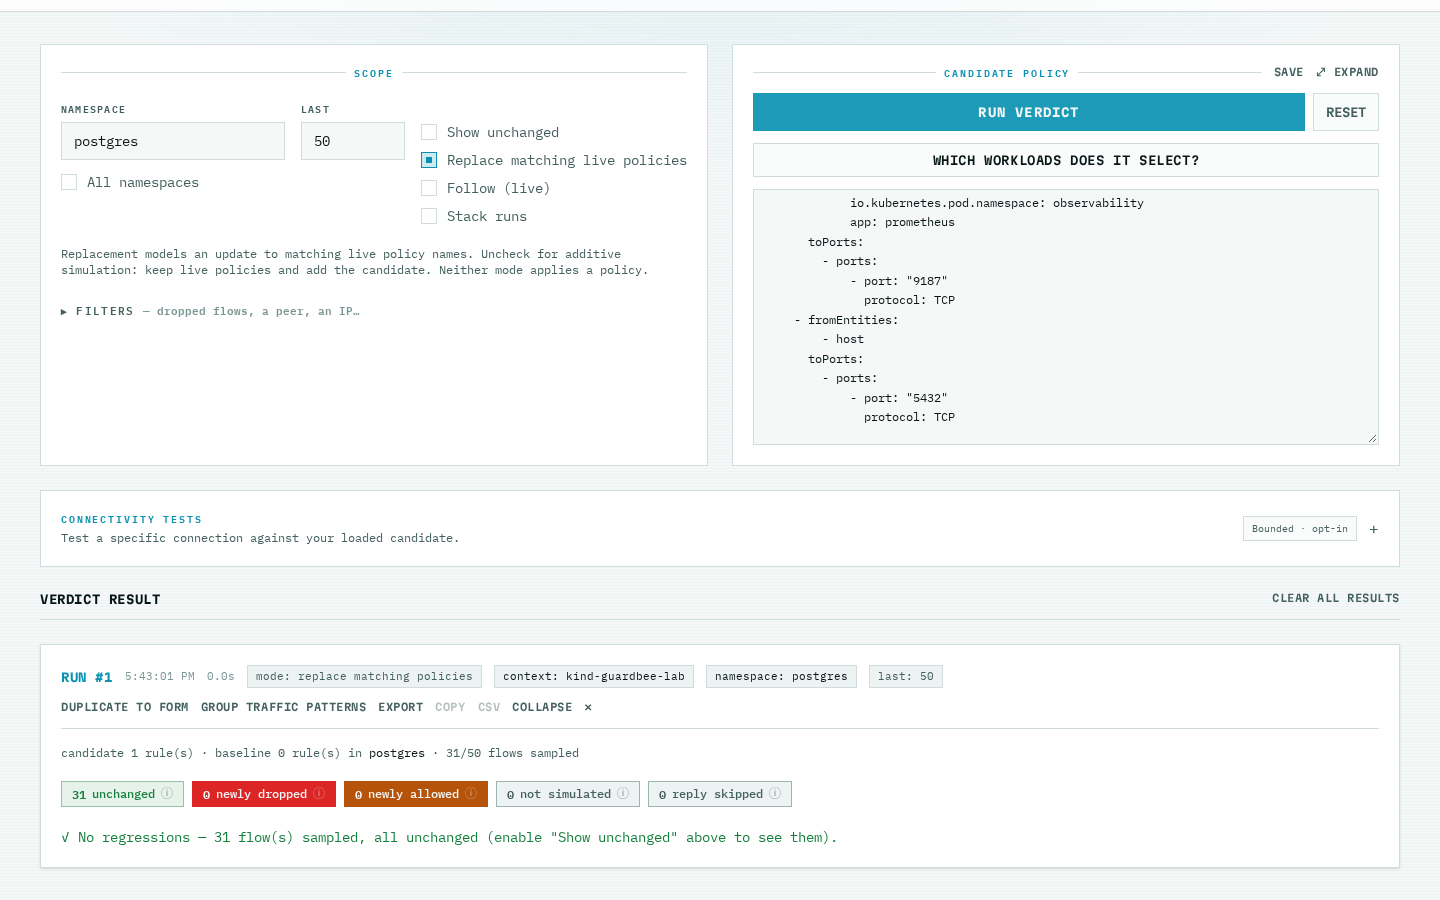 SCOPE
NAMESPACE
LAST
postgres
50
All namespaces
Show unchanged
Replace matching live policies
Follow (live)
Stack runs
Replacement models an update to matching live policy names. Uncheck for additive
simulation: keep live policies and add the candidate. Neither mode applies a policy.
▶ FILTERS — dropped flows, a peer, an IP…
CANDIDATE POLICY
SAVE
⤢ EXPAND
RUN VERDICT
RESET
WHICH WORKLOADS DOES IT SELECT?
io.kubernetes.pod.namespace: observability
app: prometheus
toPorts:
- ports:
- port: "9187"
protocol: TCP
- fromEntities:
- host
toPorts:
- ports:
- port: "5432"
protocol: TCP
CONNECTIVITY TESTS
Test a specific connection against your loaded candidate.
Bounded · opt-in +
VERDICT RESULT
CLEAR ALL RESULTS
RUN #1 5:43:01 PM 0.0s mode: replace matching policies context: kind-guardbee-lab namespace: postgres last: 50
DUPLICATE TO FORM GROUP TRAFFIC PATTERNS EXPORT COPY CSV COLLAPSE ×
candidate 1 rule(s) · baseline 0 rule(s) in postgres · 31/50 flows sampled
31 unchanged ⓘ 0 newly dropped ⓘ 0 newly allowed ⓘ 0 not simulated ⓘ 0 reply skipped ⓘ
√ No regressions — 31 flow(s) sampled, all unchanged (enable "Show unchanged" above to see them).